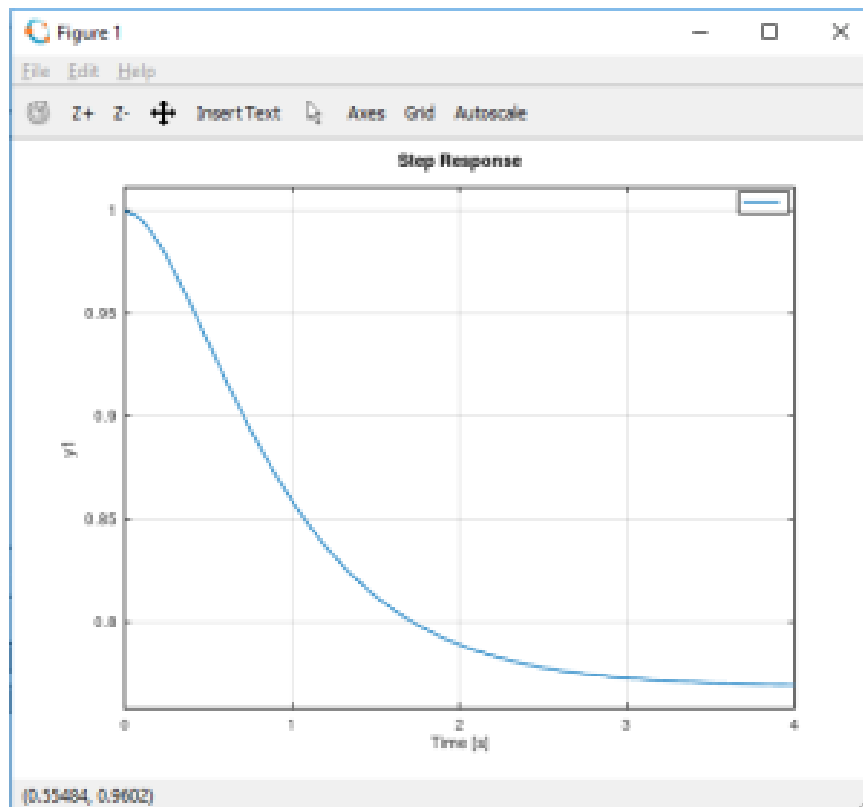 Figure 1
File Edit Help
Z+ Z- Insert Text Axes Grid Autoscale
Step Response
1
0.95
0.9
0.85
0.8
y1
0 1 2 3 4
Time [s]
(0.55484, 0.9602)